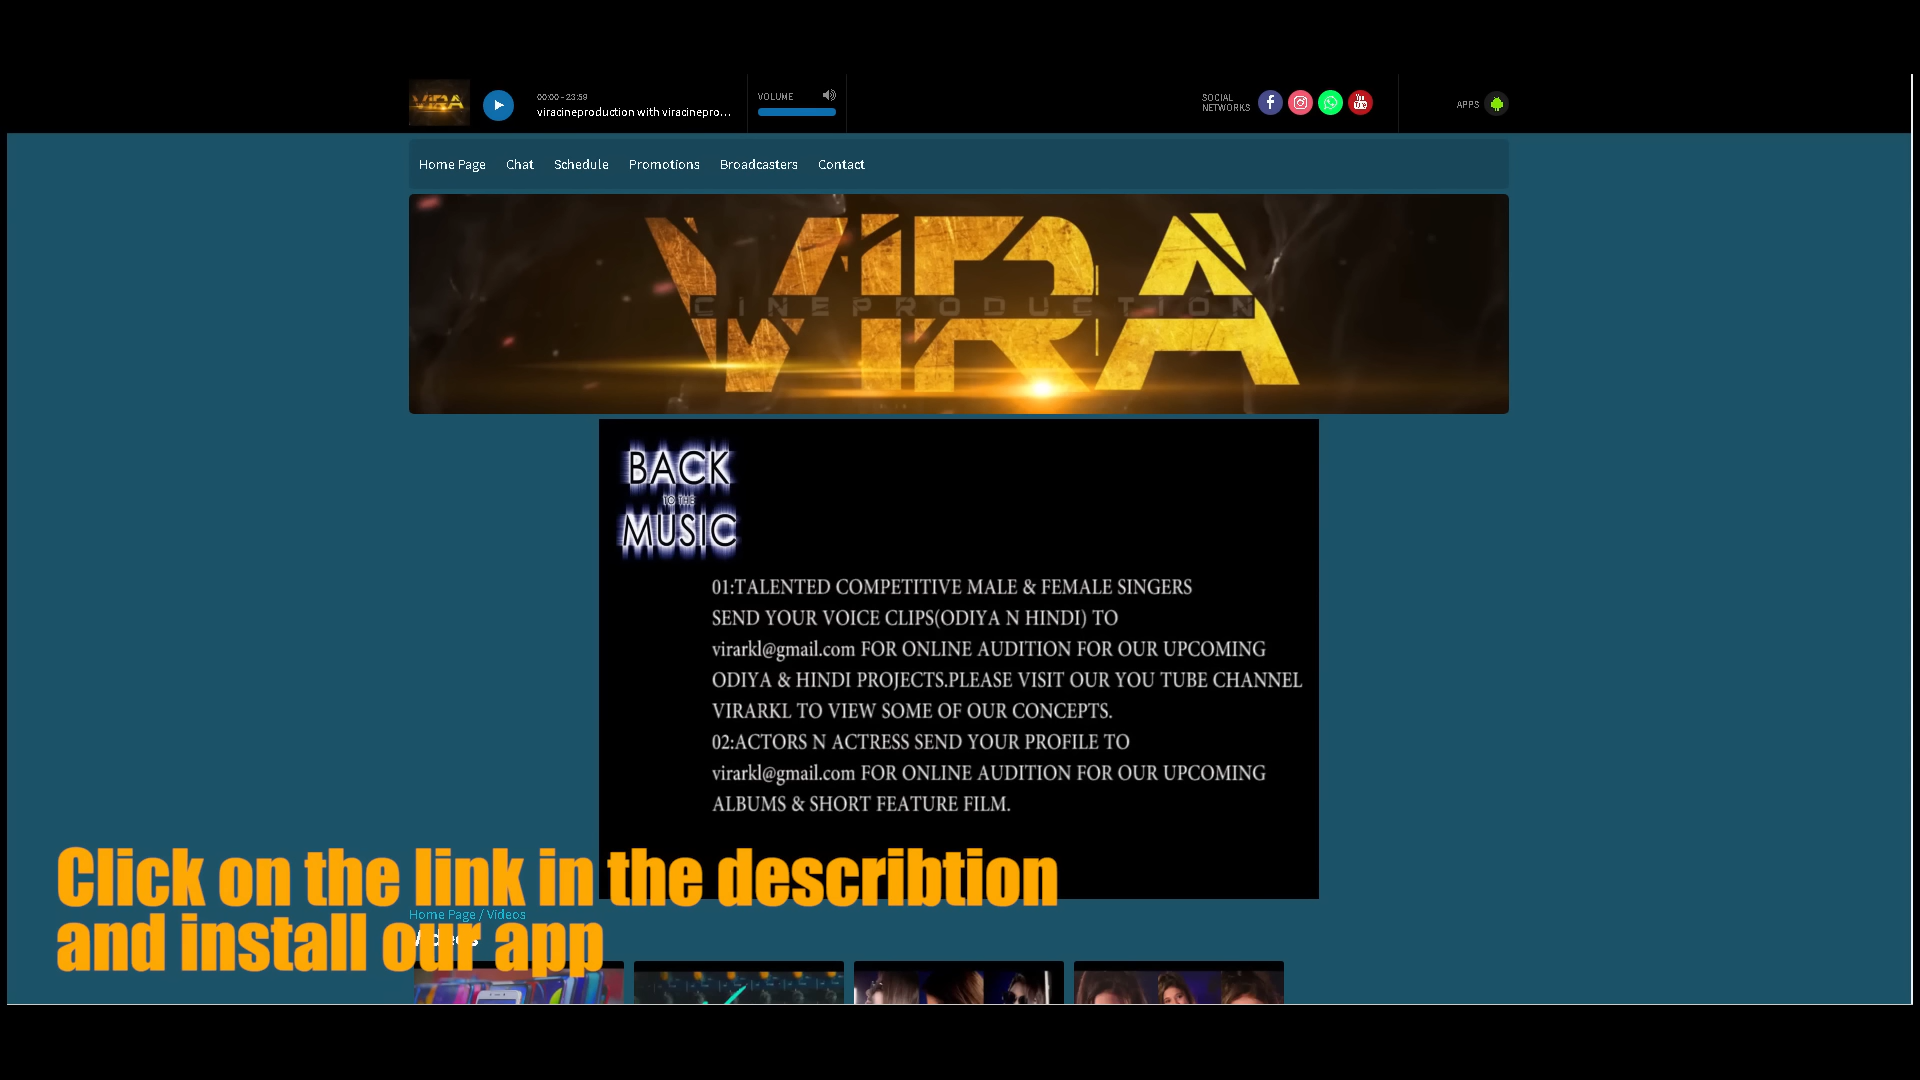 VIRA
00:00 - 23:59
viracineproduction with viracinepro...
VOLUME
SOCIAL
NETWORKS
APPS
Home Page Chat Schedule Promotions Broadcasters Contact
VIRA
CINEPRODUCTION
BACK
TO THE
MUSIC
01:TALENTED COMPETITIVE MALE & FEMALE SINGERS
SEND YOUR VOICE CLIPS(ODIYA N HINDI) TO
virarkl@gmail.com FOR ONLINE AUDITION FOR OUR UPCOMING
ODIYA & HINDI PROJECTS.PLEASE VISIT OUR YOU TUBE CHANNEL
VIRARKL TO VIEW SOME OF OUR CONCEPTS.
02:ACTORS N ACTRESS SEND YOUR PROFILE TO
virarkl@gmail.com FOR ONLINE AUDITION FOR OUR UPCOMING
ALBUMS & SHORT FEATURE FILM.
Click on the link in the describtion
and install our app
Home Page / Videos
Videos